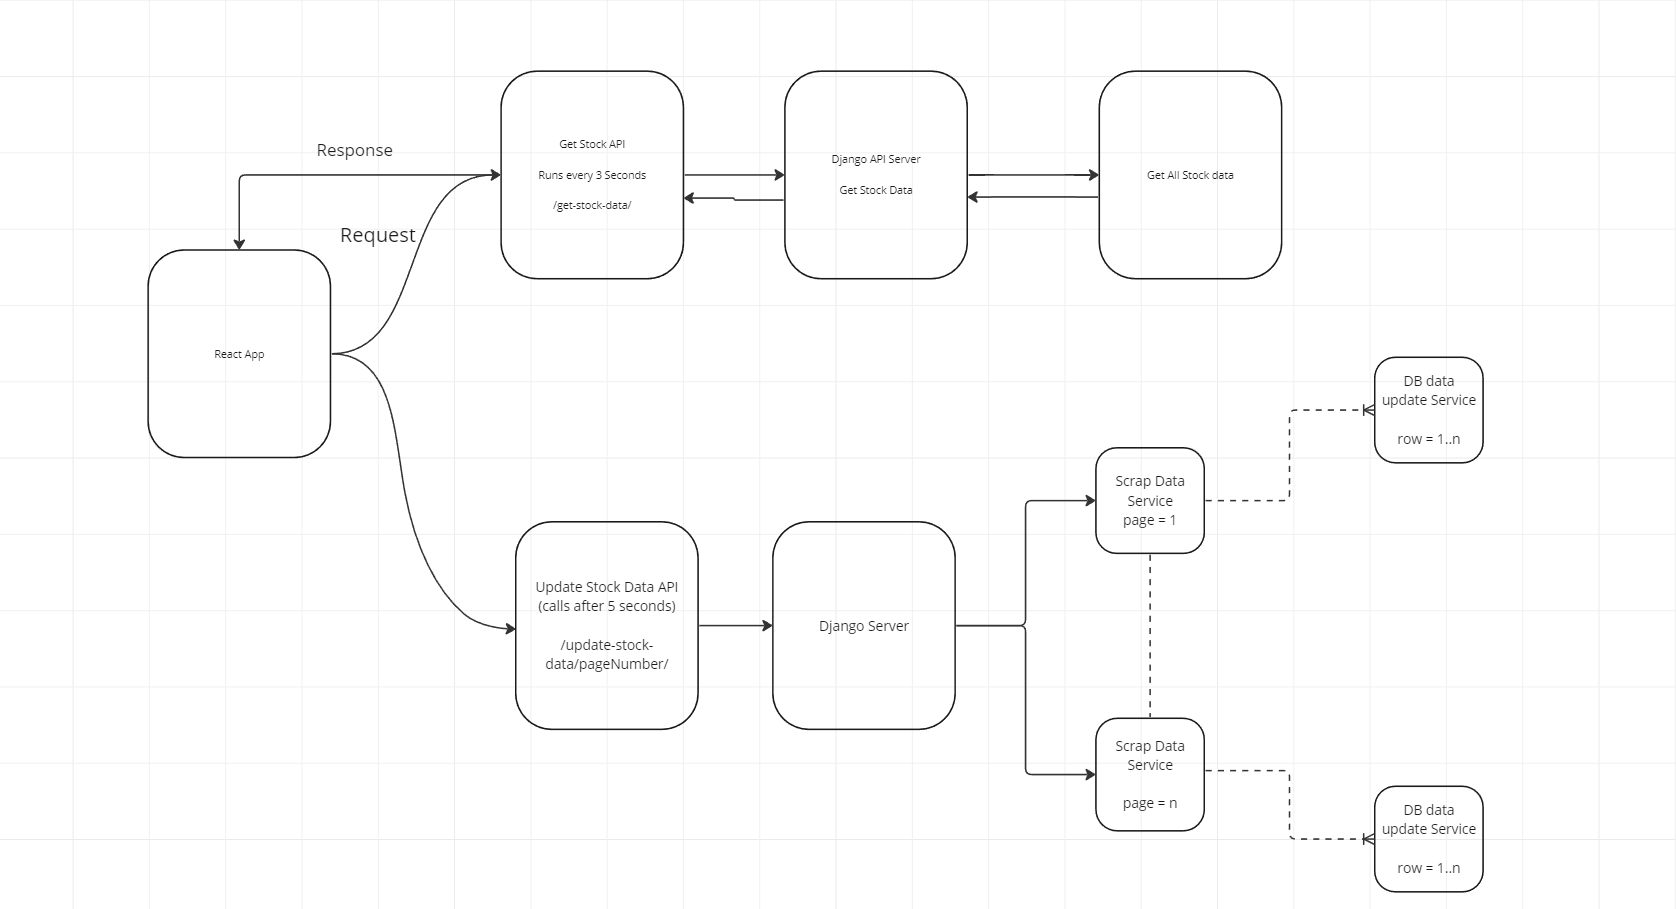 Response
Request
React App
Get Stock API
Runs every 3 Seconds
/get-stock-data/
Django API Server
Get Stock Data
Get All Stock data
Update Stock Data API
(calls after 5 seconds)
/update-stock-
data/pageNumber/
Django Server
Scrap Data
Service
page = 1
DB data
update Service
row = 1..n
Scrap Data
Service
page = n
DB data
update Service
row = 1..n